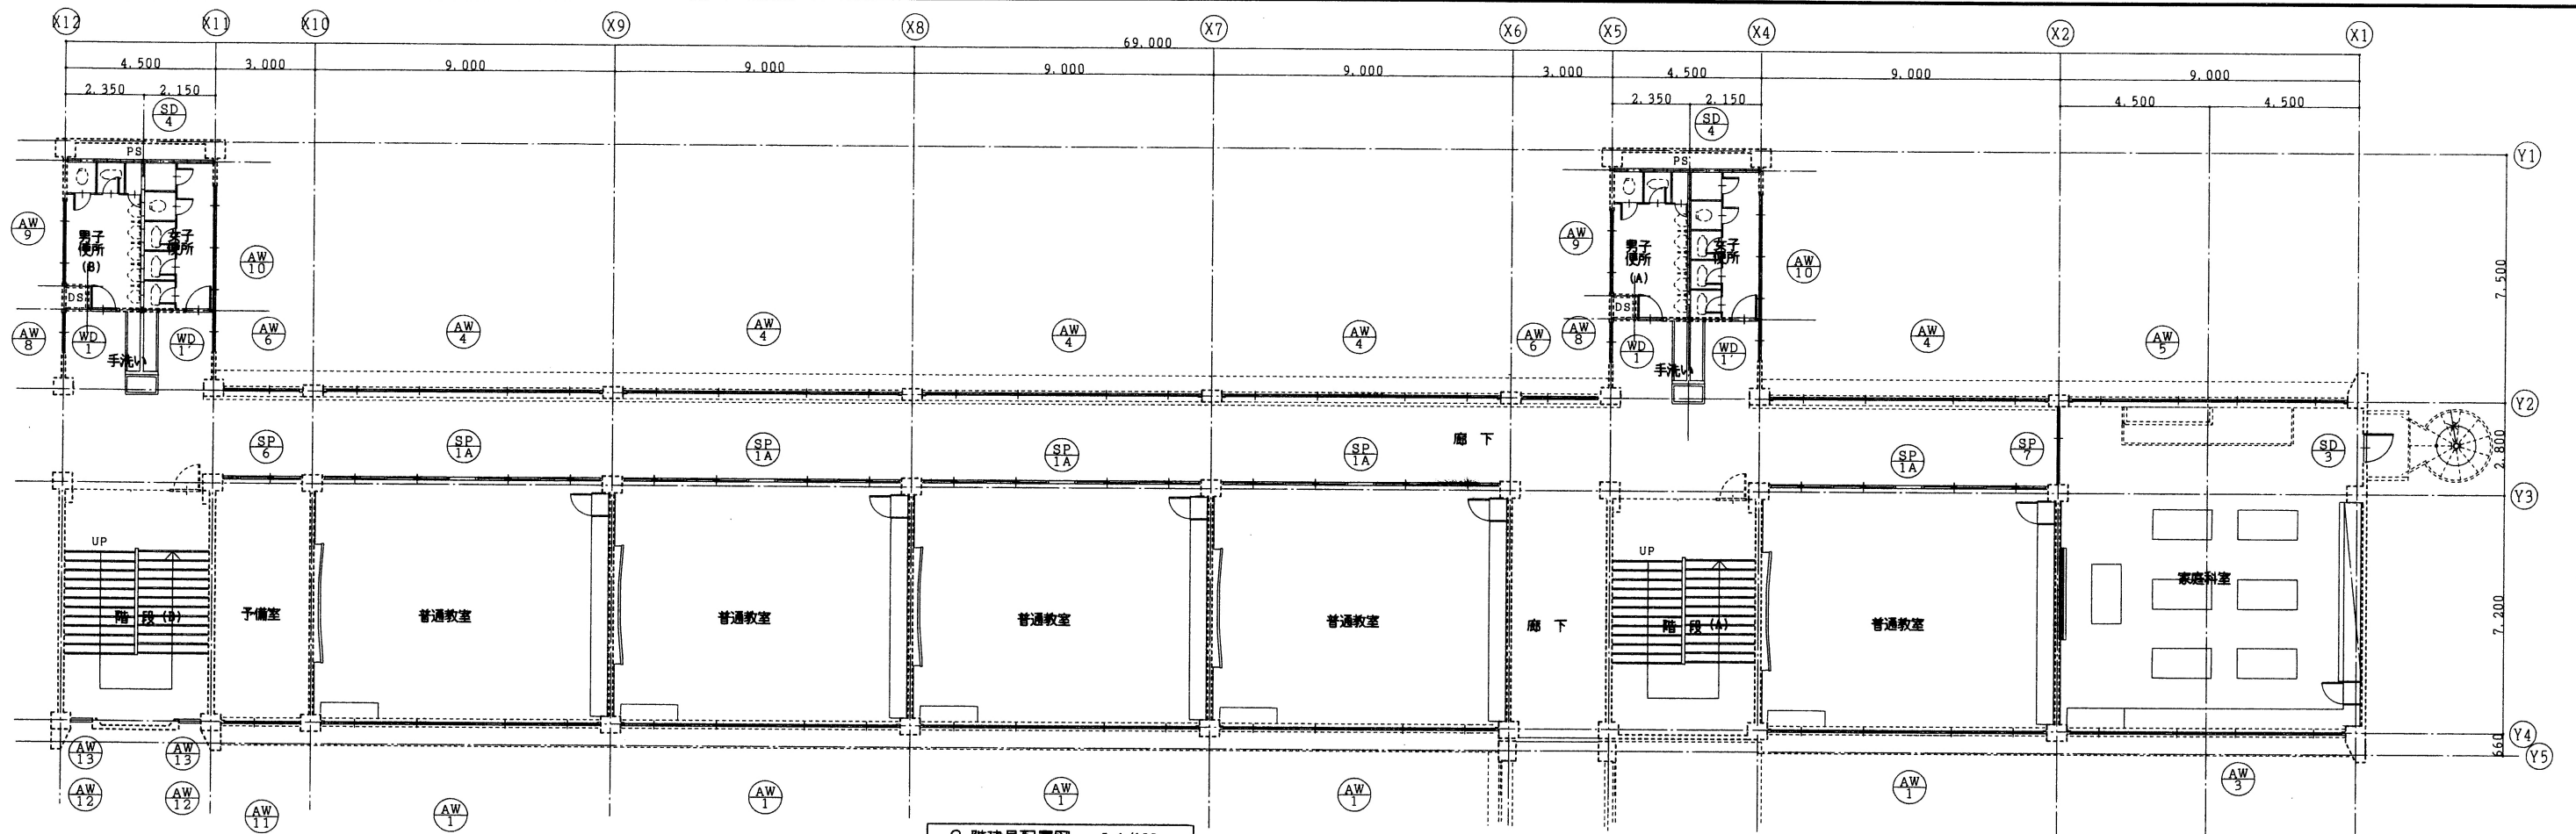 X12 X11 X10 X9 X8 X7 X6 X5 X4 X2 X1
69.000
4.500 3.000 9.000 9.000 9.000 9.000 3.000 4.500 9.000 9.000
2.350 2.150 2.350 2.150 4.500 4.500
SD
4
SD
4
PS
PS
Y1
AW
9
男子
便所
(B)
女子
便所
AW
10
AW
9
男子
便所
(A)
女子
便所
AW
10
7.500
DS
DS
AW
8
WD
1
WD
1'
AW
6
AW
4
AW
4
AW
4
AW
4
AW
6
AW
8
WD
1
WD
1'
AW
4
AW
5
手洗い
手洗い
Y2
SP
6
SP
1A
SP
1A
SP
1A
SP
1A
廊 下
SP
1A
SP
7
SD
3
2.800
Y3
UP
UP
階 段(B)
予備室
普通教室
普通教室
普通教室
普通教室
廊 下
階 段(A)
普通教室
家庭科室
7.200
Y4
660
Y5
AW
13
AW
13
AW
12
AW
12
AW
11
AW
1
AW
1
AW
1
AW
1
AW
1
AW
3